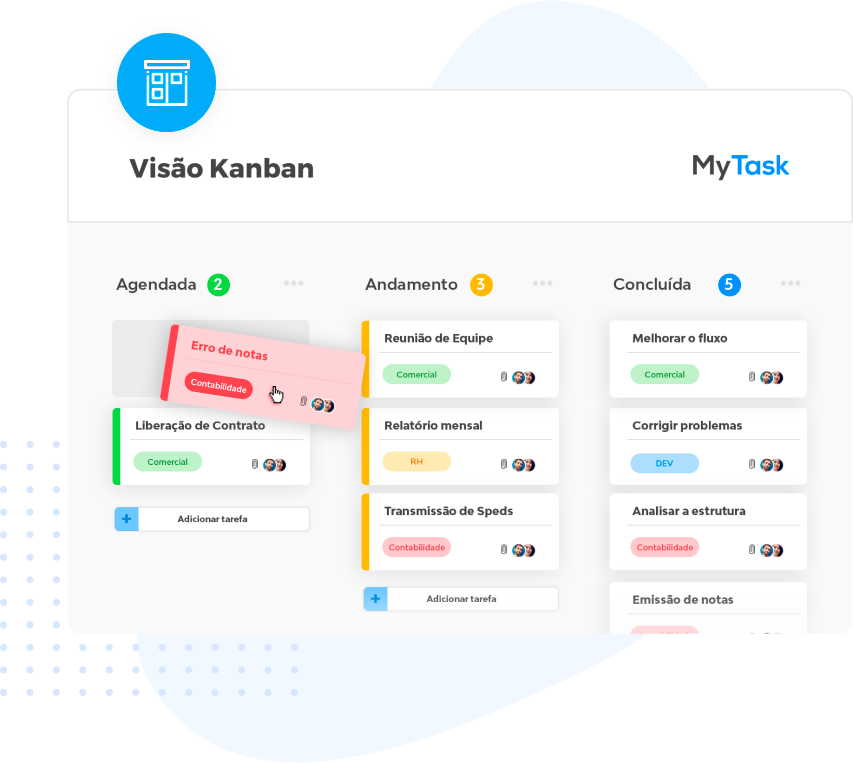 Visão Kanban
MyTask
Agendada 2
Erro de notas
Contabilidade
Liberação de Contrato
Comercial
Adicionar tarefa
Andamento 3
Reunião de Equipe
Comercial
Relatório mensal
RH
Transmissão de Speds
Contabilidade
Adicionar tarefa
Concluída 5
Melhorar o fluxo
Comercial
Corrigir problemas
DEV
Analisar a estrutura
Contabilidade
Emissão de notas